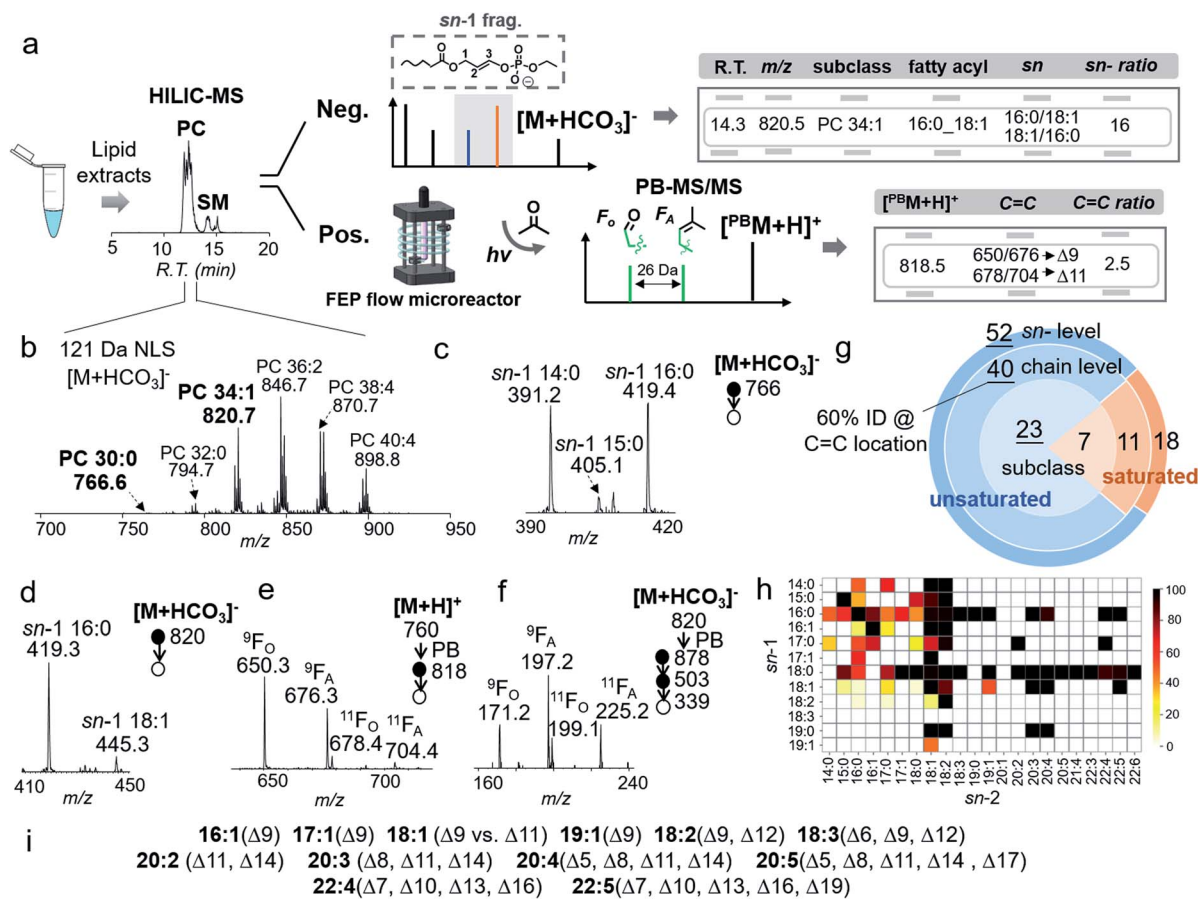 a
sn-1 frag.
1
3
2
O
O
O
P
O
O
⊖
HILIC-MS
PC
SM
Lipid
extracts
5 10 15 20
R.T. (min)
Neg.
[M+HCO₃]⁻
R.T. m/z subclass fatty acyl sn sn- ratio
14.3 820.5 PC 34:1 16:0_18:1 16:0/18:1 18:1/16:0 16
Pos.
FEP flow microreactor
O
hv
PB-MS/MS
F_O
O
F_A
[ᴾᴮM+H]⁺
26 Da
[ᴾᴮM+H]⁺ C=C C=C ratio
818.5 650/676 → Δ9 678/704 → Δ11 2.5
b
121 Da NLS
[M+HCO₃]⁻
PC 30:0
766.6
PC 32:0
794.7
PC 34:1
820.7
PC 36:2
846.7
PC 38:4
870.7
PC 40:4
898.8
700 750 800 850 900 950
m/z
c
[M+HCO₃]⁻
766
sn-1 14:0
391.2
sn-1 15:0
405.1
sn-1 16:0
419.4
390 420
m/z
g
52 sn- level
40 chain level
60% ID @
C=C location
23
subclass
7 11 18
saturated
unsaturated
d
[M+HCO₃]⁻
820
sn-1 16:0
419.3
sn-1 18:1
445.3
410 450
m/z
e
[M+H]⁺
760
PB
818
⁹F_O
650.3
⁹F_A
676.3
¹¹F_O
678.4
¹¹F_A
704.4
650 700
m/z
f
[M+HCO₃]⁻
820
PB
878
503
339
⁹F_O
171.2
⁹F_A
197.2
¹¹F_O
199.1
¹¹F_A
225.2
160 240
m/z
h
sn-1
14:0
15:0
16:0
16:1
17:0
17:1
18:0
18:1
18:2
18:3
19:0
19:1
14:0 15:0 16:0 16:1 17:0 17:1 18:0 18:1 18:2 18:3 19:0 19:1 20:1 20:2 20:3 20:4 20:5 21:4 22:3 22:4 22:5 22:6
sn-2
100
80
60
40
20
0
i
16:1(Δ9) 17:1(Δ9) 18:1 (Δ9 vs. Δ11) 19:1(Δ9) 18:2(Δ9, Δ12) 18:3(Δ6, Δ9, Δ12)
20:2 (Δ11, Δ14) 20:3 (Δ8, Δ11, Δ14) 20:4(Δ5, Δ8, Δ11, Δ14) 20:5(Δ5, Δ8, Δ11, Δ14 , Δ17)
22:4(Δ7, Δ10, Δ13, Δ16) 22:5(Δ7, Δ10, Δ13, Δ16, Δ19)